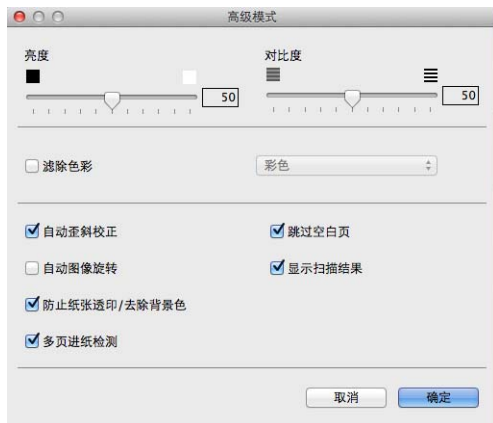 高级模式
亮度 对比度
50 50
滤除色彩 彩色
自动歪斜校正 跳过空白页
自动图像旋转 显示扫描结果
防止纸张透印/去除背景色
多页进纸检测
取消 确定